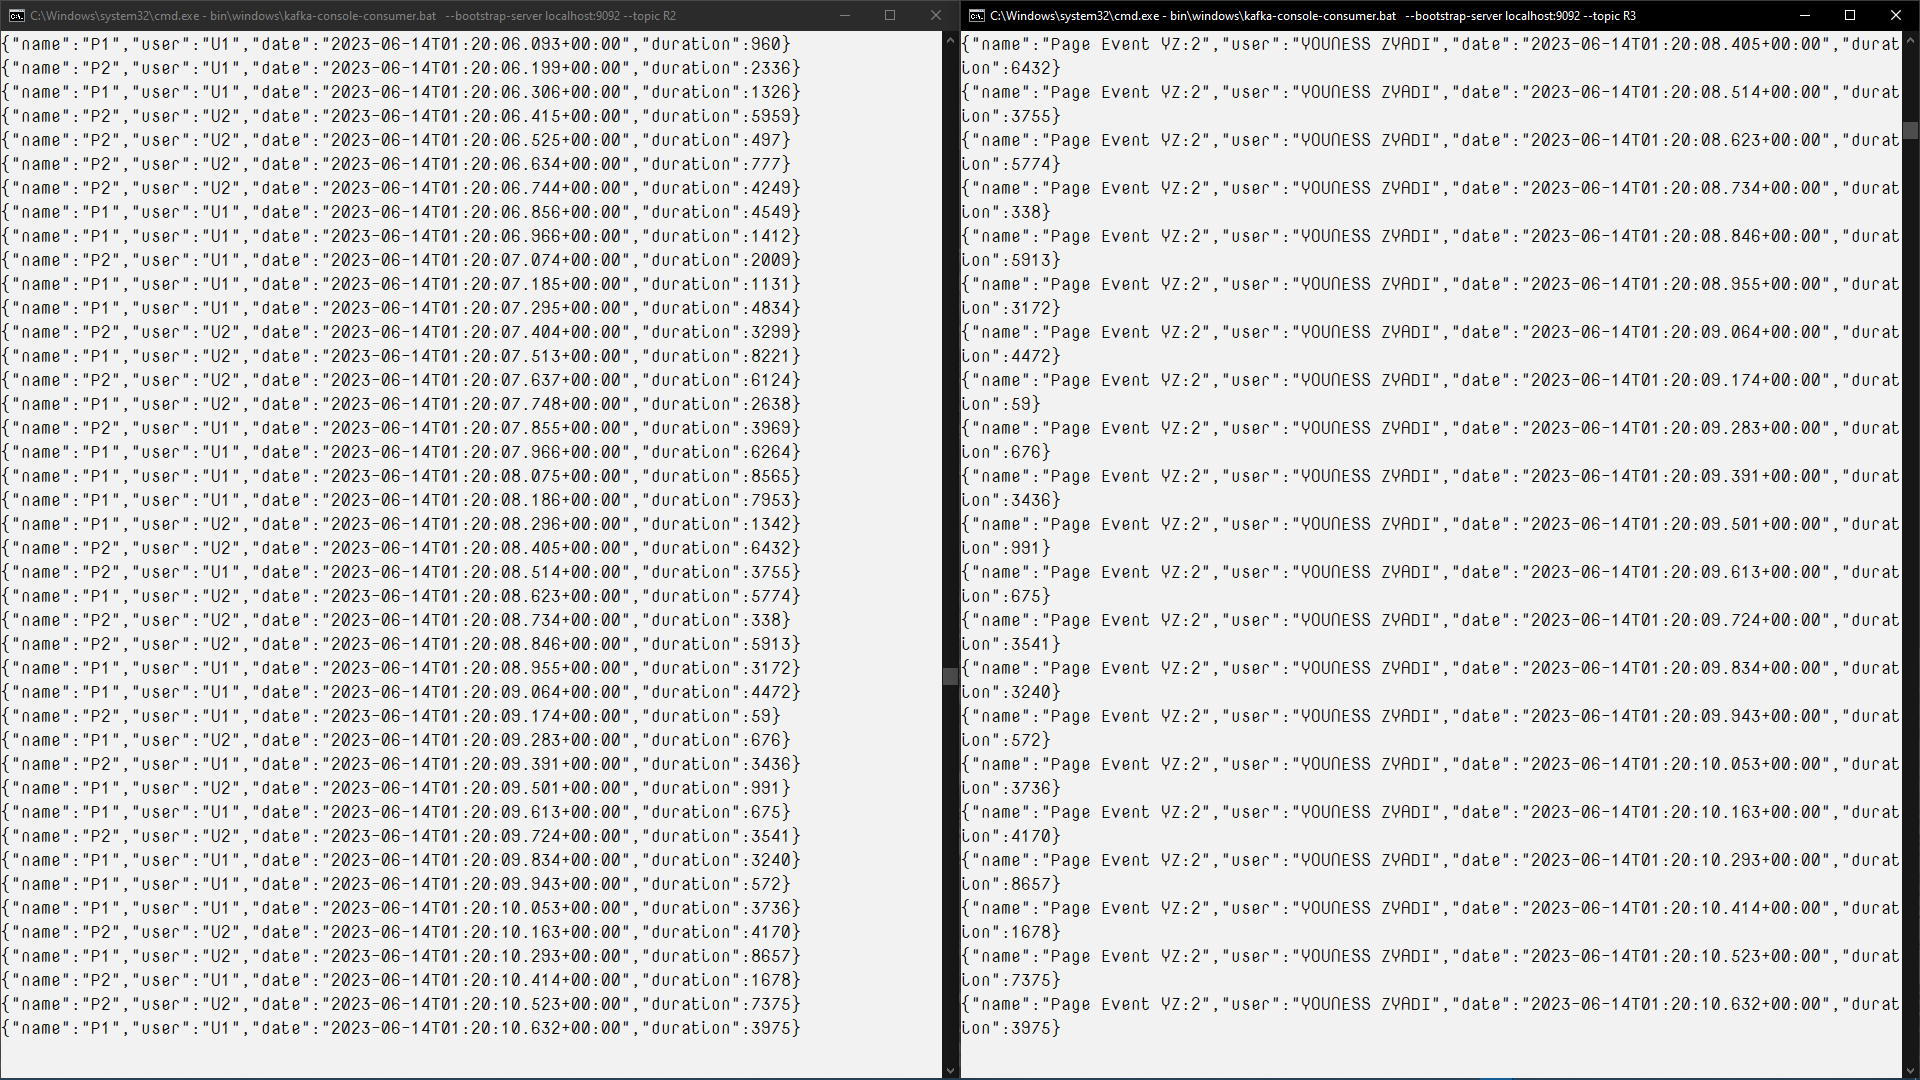 C:\Windows\system32\cmd.exe - bin\windows\kafka-console-consumer.bat --bootstrap-server localhost:9092 --topic R2
{"name":"P1","user":"U1","date":"2023-06-14T01:20:06.093+00:00","duration":960}
{"name":"P2","user":"U1","date":"2023-06-14T01:20:06.199+00:00","duration":2336}
{"name":"P1","user":"U1","date":"2023-06-14T01:20:06.306+00:00","duration":1326}
{"name":"P2","user":"U2","date":"2023-06-14T01:20:06.415+00:00","duration":5959}
{"name":"P2","user":"U2","date":"2023-06-14T01:20:06.525+00:00","duration":497}
{"name":"P2","user":"U2","date":"2023-06-14T01:20:06.634+00:00","duration":777}
{"name":"P2","user":"U2","date":"2023-06-14T01:20:06.744+00:00","duration":4249}
{"name":"P1","user":"U1","date":"2023-06-14T01:20:06.856+00:00","duration":4549}
{"name":"P1","user":"U1","date":"2023-06-14T01:20:06.966+00:00","duration":1412}
{"name":"P2","user":"U1","date":"2023-06-14T01:20:07.074+00:00","duration":2009}
{"name":"P1","user":"U1","date":"2023-06-14T01:20:07.185+00:00","duration":1131}
{"name":"P1","user":"U1","date":"2023-06-14T01:20:07.295+00:00","duration":4834}
{"name":"P2","user":"U2","date":"2023-06-14T01:20:07.404+00:00","duration":3299}
{"name":"P1","user":"U2","date":"2023-06-14T01:20:07.513+00:00","duration":8221}
{"name":"P2","user":"U2","date":"2023-06-14T01:20:07.637+00:00","duration":6124}
{"name":"P1","user":"U2","date":"2023-06-14T01:20:07.748+00:00","duration":2638}
{"name":"P2","user":"U1","date":"2023-06-14T01:20:07.855+00:00","duration":3969}
{"name":"P1","user":"U1","date":"2023-06-14T01:20:07.966+00:00","duration":6264}
{"name":"P1","user":"U1","date":"2023-06-14T01:20:08.075+00:00","duration":8565}
{"name":"P1","user":"U1","date":"2023-06-14T01:20:08.186+00:00","duration":7953}
{"name":"P1","user":"U2","date":"2023-06-14T01:20:08.296+00:00","duration":1342}
{"name":"P2","user":"U2","date":"2023-06-14T01:20:08.405+00:00","duration":6432}
{"name":"P2","user":"U1","date":"2023-06-14T01:20:08.514+00:00","duration":3755}
{"name":"P1","user":"U2","date":"2023-06-14T01:20:08.623+00:00","duration":5774}
{"name":"P2","user":"U2","date":"2023-06-14T01:20:08.734+00:00","duration":338}
{"name":"P2","user":"U2","date":"2023-06-14T01:20:08.846+00:00","duration":5913}
{"name":"P1","user":"U1","date":"2023-06-14T01:20:08.955+00:00","duration":3172}
{"name":"P1","user":"U1","date":"2023-06-14T01:20:09.064+00:00","duration":4472}
{"name":"P2","user":"U1","date":"2023-06-14T01:20:09.174+00:00","duration":59}
{"name":"P1","user":"U2","date":"2023-06-14T01:20:09.283+00:00","duration":676}
{"name":"P2","user":"U1","date":"2023-06-14T01:20:09.391+00:00","duration":3436}
{"name":"P1","user":"U2","date":"2023-06-14T01:20:09.501+00:00","duration":991}
{"name":"P1","user":"U1","date":"2023-06-14T01:20:09.613+00:00","duration":675}
{"name":"P2","user":"U2","date":"2023-06-14T01:20:09.724+00:00","duration":3541}
{"name":"P1","user":"U2","date":"2023-06-14T01:20:09.834+00:00","duration":3240}
{"name":"P1","user":"U1","date":"2023-06-14T01:20:09.943+00:00","duration":572}
{"name":"P1","user":"U1","date":"2023-06-14T01:20:10.053+00:00","duration":3736}
{"name":"P2","user":"U2","date":"2023-06-14T01:20:10.163+00:00","duration":4170}
{"name":"P1","user":"U2","date":"2023-06-14T01:20:10.293+00:00","duration":8657}
{"name":"P2","user":"U1","date":"2023-06-14T01:20:10.414+00:00","duration":1678}
{"name":"P2","user":"U2","date":"2023-06-14T01:20:10.523+00:00","duration":7375}
{"name":"P1","user":"U1","date":"2023-06-14T01:20:10.632+00:00","duration":3975}
C:\Windows\system32\cmd.exe - bin\windows\kafka-console-consumer.bat --bootstrap-server localhost:9092 --topic R3
{"name":"Page Event YZ:2","user":"YOUNESS ZYADI","date":"2023-06-14T01:20:08.405+00:00","durat
ion":6432}
{"name":"Page Event YZ:2","user":"YOUNESS ZYADI","date":"2023-06-14T01:20:08.514+00:00","durat
ion":3755}
{"name":"Page Event YZ:2","user":"YOUNESS ZYADI","date":"2023-06-14T01:20:08.623+00:00","durat
ion":5774}
{"name":"Page Event YZ:2","user":"YOUNESS ZYADI","date":"2023-06-14T01:20:08.734+00:00","durat
ion":338}
{"name":"Page Event YZ:2","user":"YOUNESS ZYADI","date":"2023-06-14T01:20:08.846+00:00","durat
ion":5913}
{"name":"Page Event YZ:2","user":"YOUNESS ZYADI","date":"2023-06-14T01:20:08.955+00:00","durat
ion":3172}
{"name":"Page Event YZ:2","user":"YOUNESS ZYADI","date":"2023-06-14T01:20:09.064+00:00","durat
ion":4472}
{"name":"Page Event YZ:2","user":"YOUNESS ZYADI","date":"2023-06-14T01:20:09.174+00:00","durat
ion":59}
{"name":"Page Event YZ:2","user":"YOUNESS ZYADI","date":"2023-06-14T01:20:09.283+00:00","durat
ion":676}
{"name":"Page Event YZ:2","user":"YOUNESS ZYADI","date":"2023-06-14T01:20:09.391+00:00","durat
ion":3436}
{"name":"Page Event YZ:2","user":"YOUNESS ZYADI","date":"2023-06-14T01:20:09.501+00:00","durat
ion":991}
{"name":"Page Event YZ:2","user":"YOUNESS ZYADI","date":"2023-06-14T01:20:09.613+00:00","durat
ion":675}
{"name":"Page Event YZ:2","user":"YOUNESS ZYADI","date":"2023-06-14T01:20:09.724+00:00","durat
ion":3541}
{"name":"Page Event YZ:2","user":"YOUNESS ZYADI","date":"2023-06-14T01:20:09.834+00:00","durat
ion":3240}
{"name":"Page Event YZ:2","user":"YOUNESS ZYADI","date":"2023-06-14T01:20:09.943+00:00","durat
ion":572}
{"name":"Page Event YZ:2","user":"YOUNESS ZYADI","date":"2023-06-14T01:20:10.053+00:00","durat
ion":3736}
{"name":"Page Event YZ:2","user":"YOUNESS ZYADI","date":"2023-06-14T01:20:10.163+00:00","durat
ion":4170}
{"name":"Page Event YZ:2","user":"YOUNESS ZYADI","date":"2023-06-14T01:20:10.293+00:00","durat
ion":8657}
{"name":"Page Event YZ:2","user":"YOUNESS ZYADI","date":"2023-06-14T01:20:10.414+00:00","durat
ion":1678}
{"name":"Page Event YZ:2","user":"YOUNESS ZYADI","date":"2023-06-14T01:20:10.523+00:00","durat
ion":7375}
{"name":"Page Event YZ:2","user":"YOUNESS ZYADI","date":"2023-06-14T01:20:10.632+00:00","durat
ion":3975}